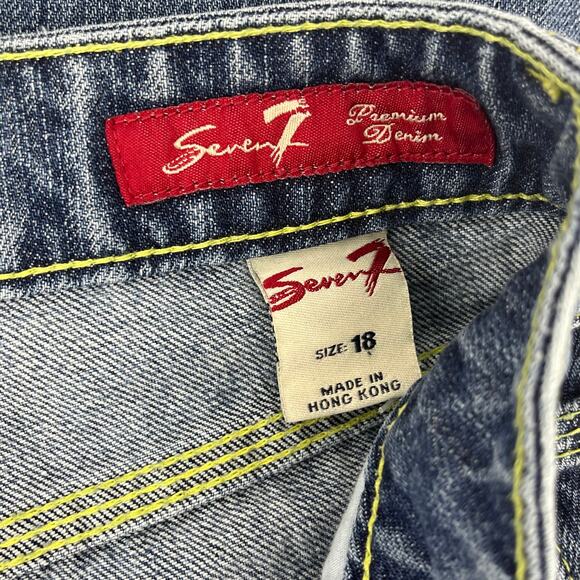 Seven7 Premium
Denim
Seven7
SIZE: 18
MADE IN
HONG KONG